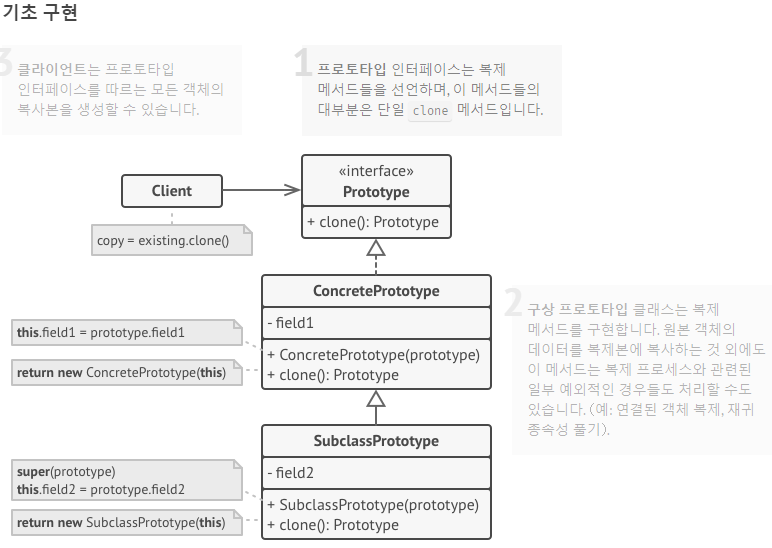 기초 구현
3
클라이언트는 프로토타입
인터페이스를 따르는 모든 객체의
복사본을 생성할 수 있습니다.
1
프로토타입 인터페이스는 복제
메서드들을 선언하며, 이 메서드들의
대부분은 단일 clone 메서드입니다.
Client
copy = existing.clone()
«interface»
Prototype
+ clone(): Prototype
ConcretePrototype
- field1
+ ConcretePrototype(prototype)
+ clone(): Prototype
this.field1 = prototype.field1
return new ConcretePrototype(this)
2
구상 프로토타입 클래스는 복제
메서드를 구현합니다. 원본 객체의
데이터를 복제본에 복사하는 것 외에도
이 메서드는 복제 프로세스와 관련된
일부 예외적인 경우들도 처리할 수도
있습니다. (예: 연결된 객체 복제, 재귀
종속성 풀기).
SubclassPrototype
- field2
+ SubclassPrototype(prototype)
+ clone(): Prototype
super(prototype)
this.field2 = prototype.field2
return new SubclassPrototype(this)